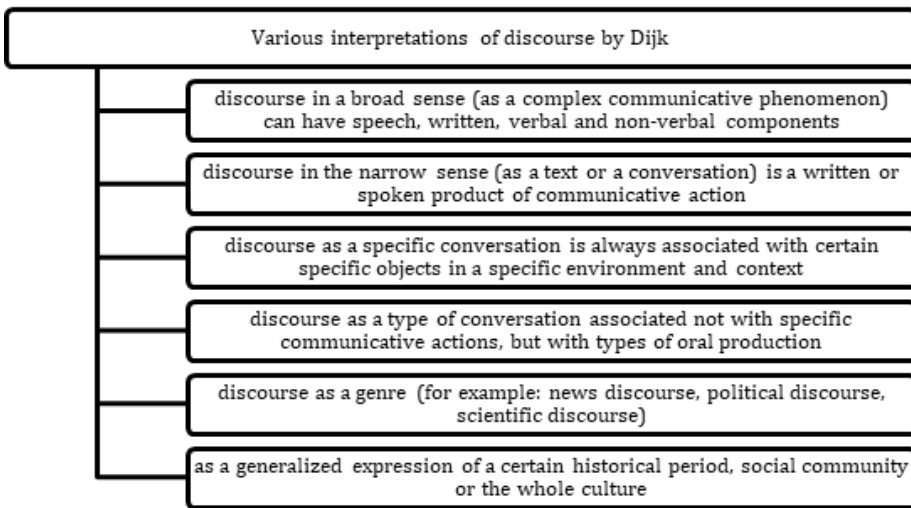 Various interpretations of discourse by Dijk
discourse in a broad sense (as a complex communicative phenomenon)
can have speech, written, verbal and non-verbal components
discourse in the narrow sense (as a text or a conversation) is a written or
spoken product of communicative action
discourse as a specific conversation is always associated with certain
specific objects in a specific environment and context
discourse as a type of conversation associated not with specific
communicative actions, but with types of oral production
discourse as a genre (for example: news discourse, political discourse,
scientific discourse)
as a generalized expression of a certain historical period, social community
or the whole culture